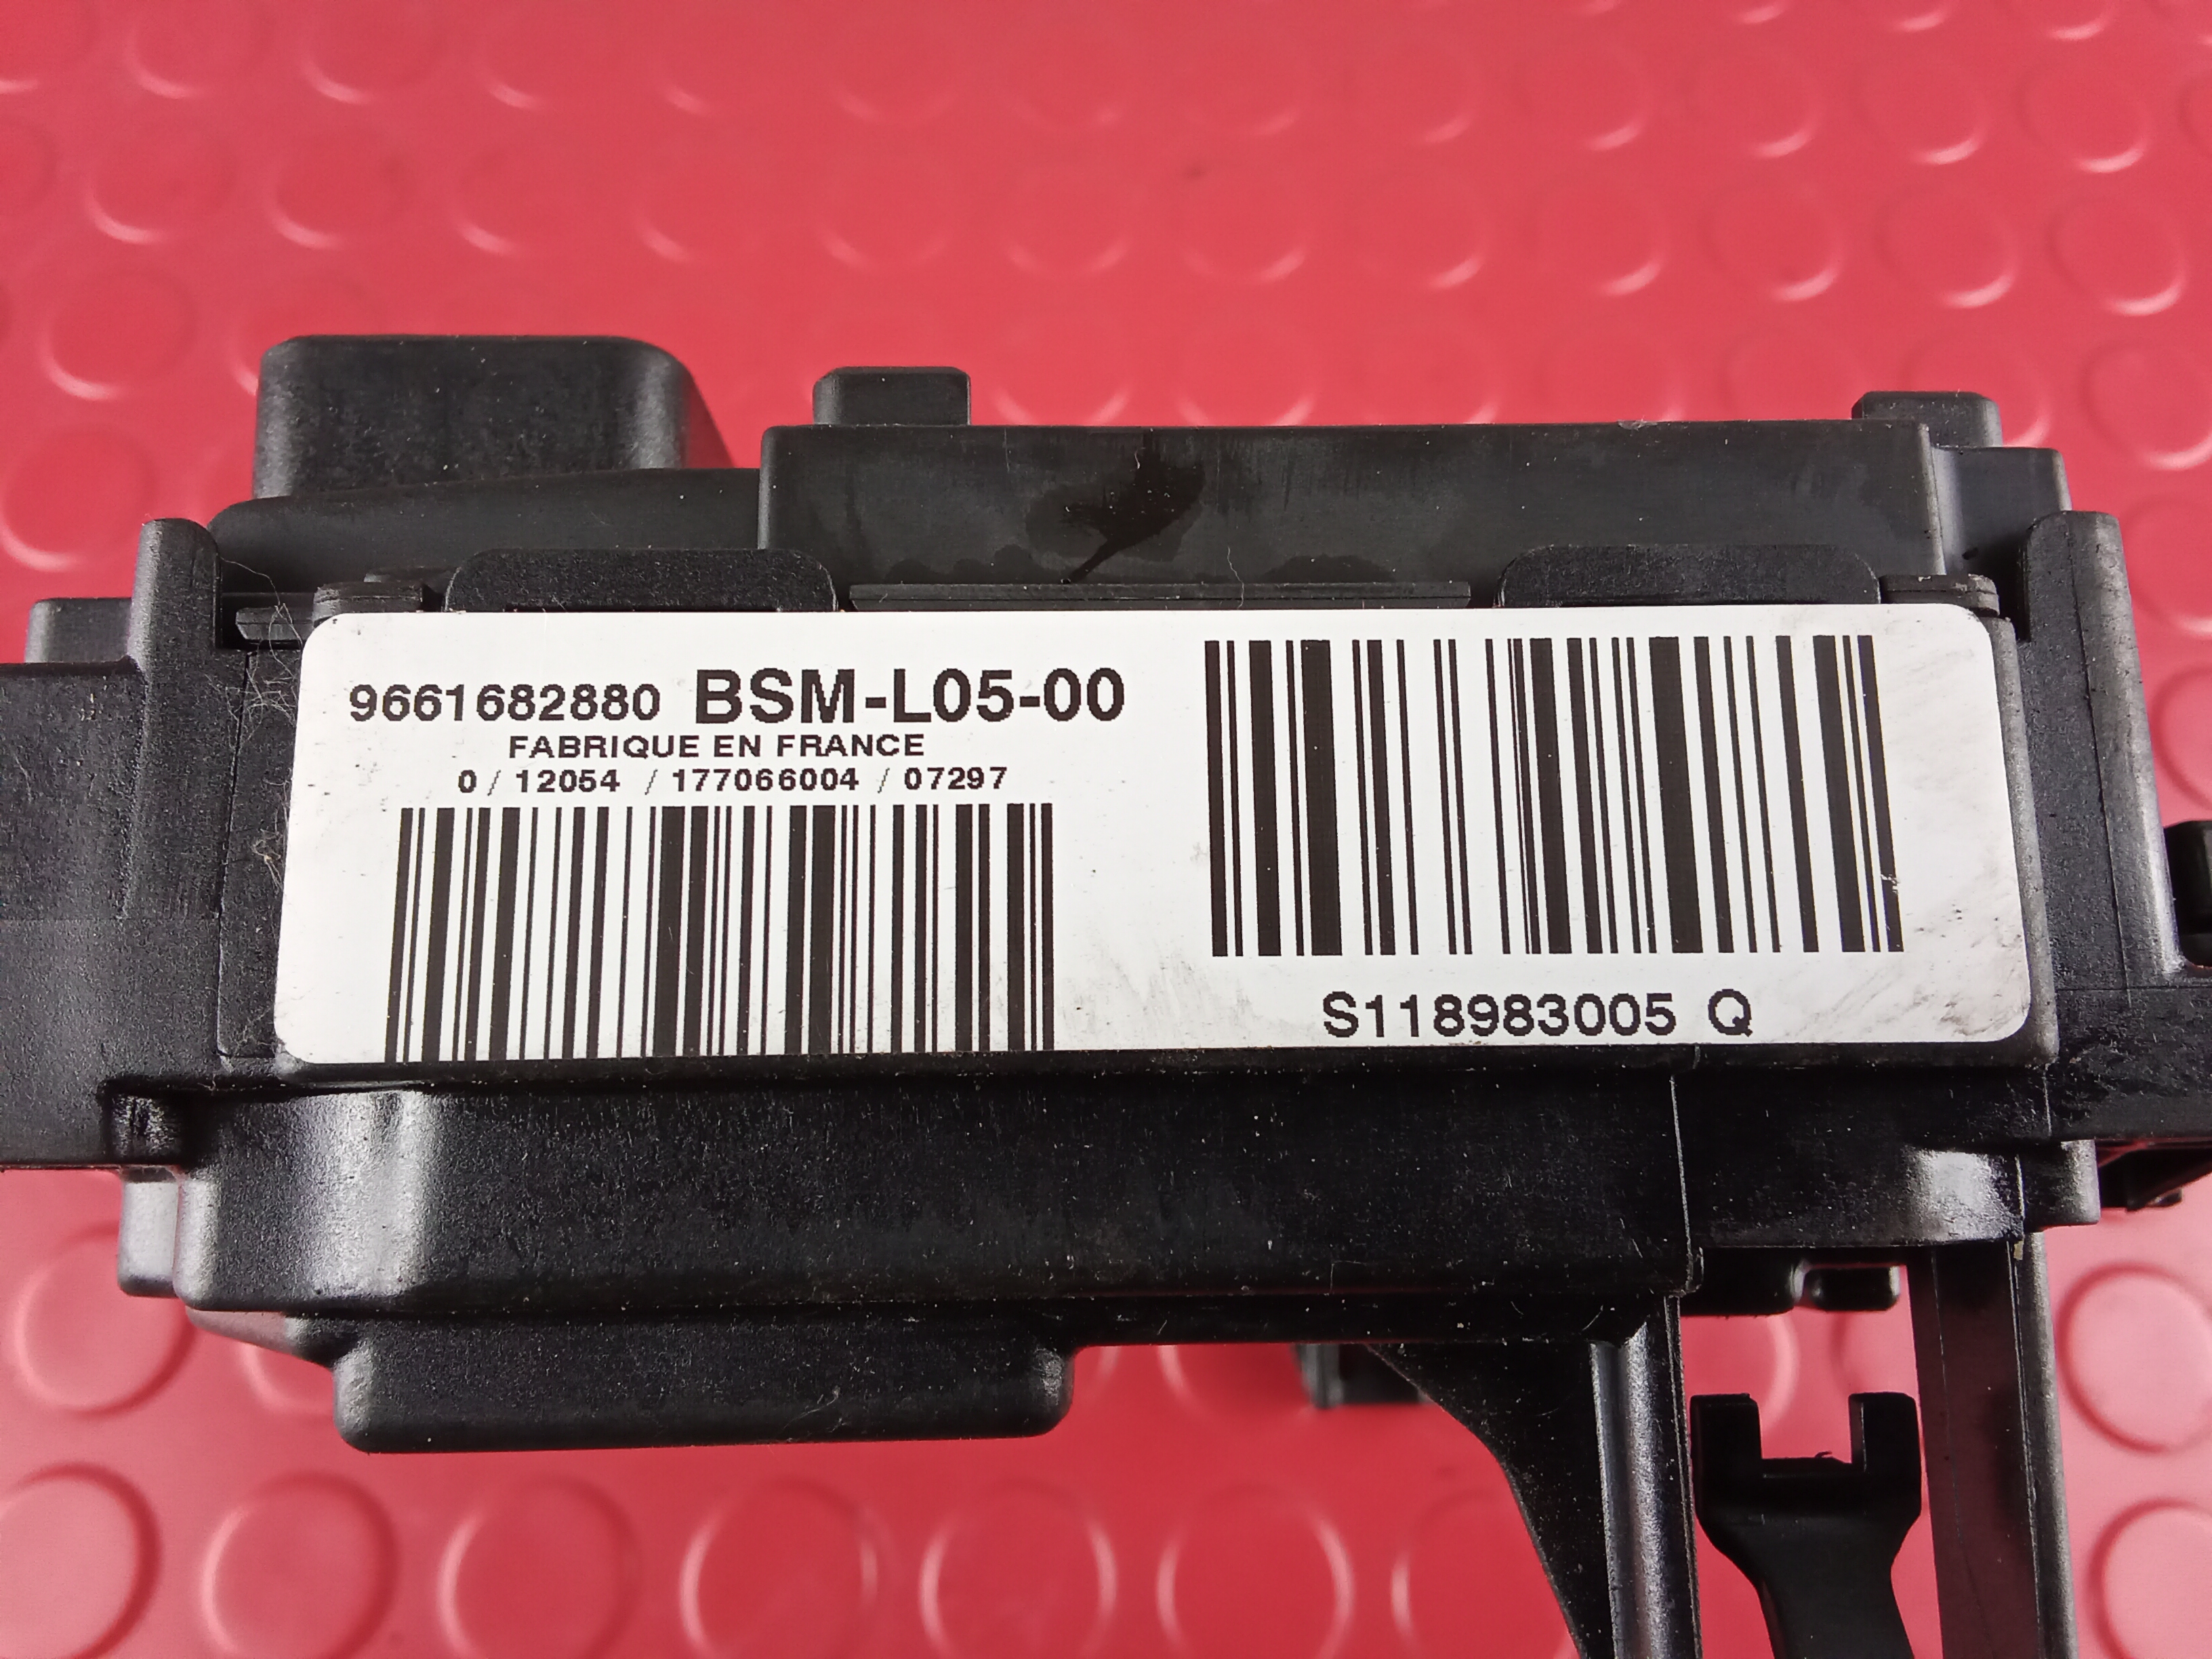 9661682880 BSM-L05-00
FABRIQUE EN FRANCE
0 / 12054 / 177066004 / 07297
S118983005 Q